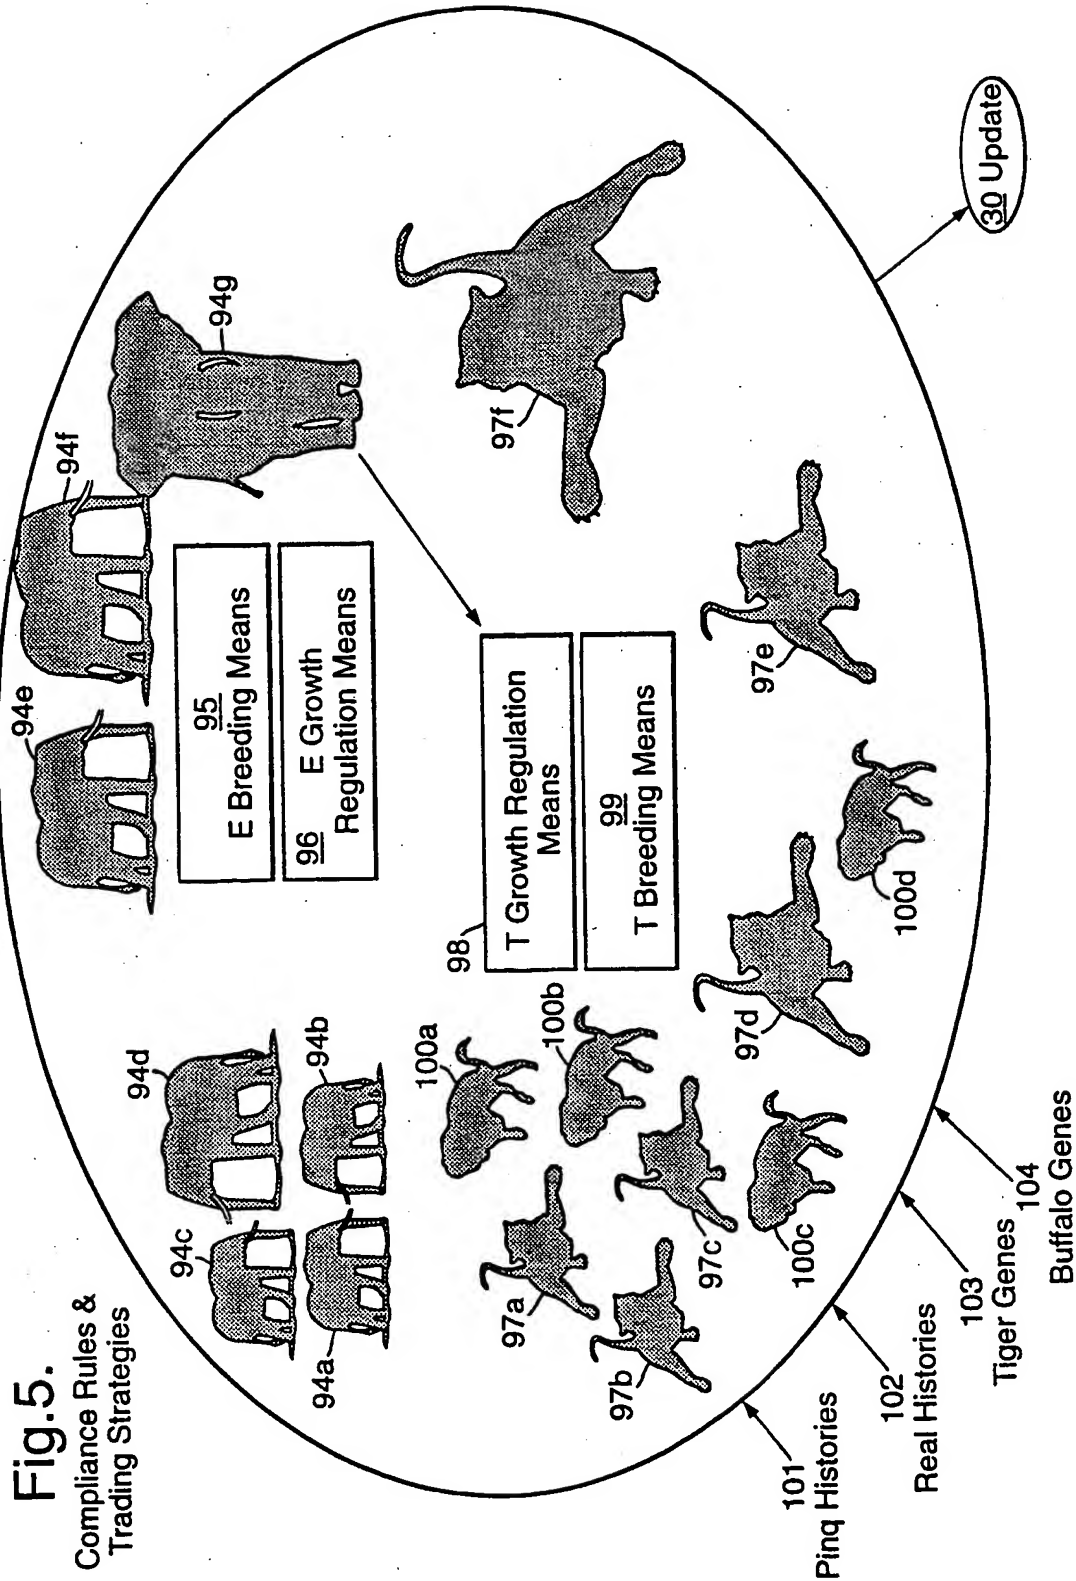 Fig.5.
Compliance Rules &
Trading Strategies
94a
94b
94c
94d
94e
94f
94g
95
E Breeding Means
96 E Growth
Regulation Means
98
T Growth Regulation
Means
99
T Breeding Means
97a
97b
97c
97d
97e
97f
100a
100b
100c
100d
101
Pinq Histories
102
Real Histories
103
Tiger Genes
104
Buffalo Genes
30 Update